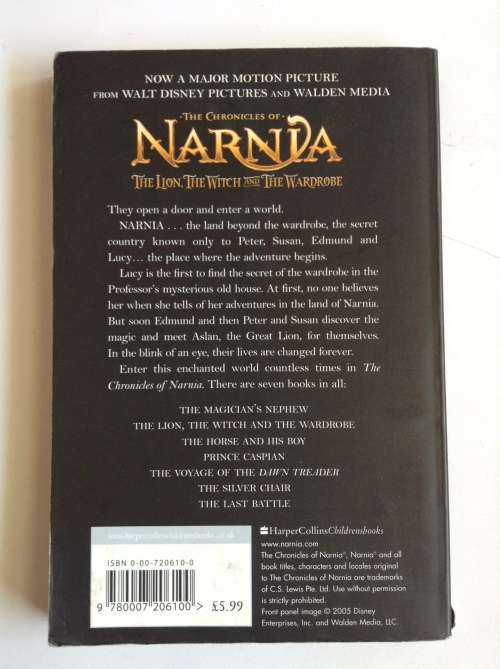 NOW A MAJOR MOTION PICTURE
FROM WALT DISNEY PICTURES AND WALDEN MEDIA
·THE CHRONICLES OF·
NARNIA
THE LION, THE WITCH AND THE WARDROBE
They open a door and enter a world.
NARNIA . . . the land beyond the wardrobe, the secret
country known only to Peter, Susan, Edmund and
Lucy… the place where the adventure begins.
Lucy is the first to find the secret of the wardrobe in the
Professor's mysterious old house. At first, no one believes
her when she tells of her adventures in the land of Narnia.
But soon Edmund and then Peter and Susan discover the
magic and meet Aslan, the Great Lion, for themselves.
In the blink of an eye, their lives are changed forever.
Enter this enchanted world countless times in The
Chronicles of Narnia. There are seven books in all:
THE MAGICIAN'S NEPHEW
THE LION, THE WITCH AND THE WARDROBE
THE HORSE AND HIS BOY
PRINCE CASPIAN
THE VOYAGE OF THE DAWN TREADER
THE SILVER CHAIR
THE LAST BATTLE
www.harpercollinschildrensbooks.co.uk
ISBN 0-00-720610-0
9 780007 206100 >
£5.99
HarperCollinsChildrensbooks
www.narnia.com
The Chronicles of Narnia®, Narnia® and all
book titles, characters and locales original
to The Chronicles of Narnia are trademarks
of C.S. Lewis Pte. Ltd. Use without permission
is strictly prohibited.
Front panel image © 2005 Disney
Enterprises, Inc. and Walden Media, LLC.